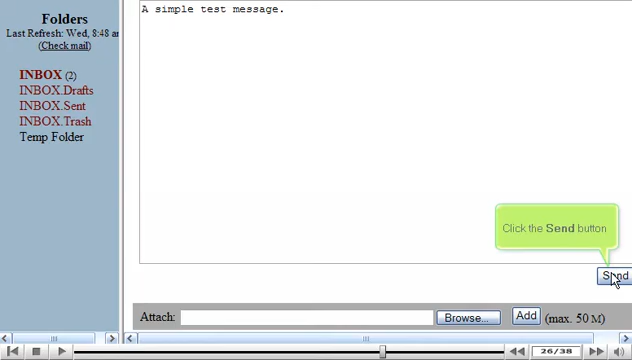 Folders
Last Refresh: Wed, 8:48 ar
(Check mail)
INBOX (2)
INBOX.Drafts
INBOX.Sent
INBOX.Trash
Temp Folder
A simple test message.
Click the Send button
Send
Attach: Browse... Add (max. 50 M)
26/38